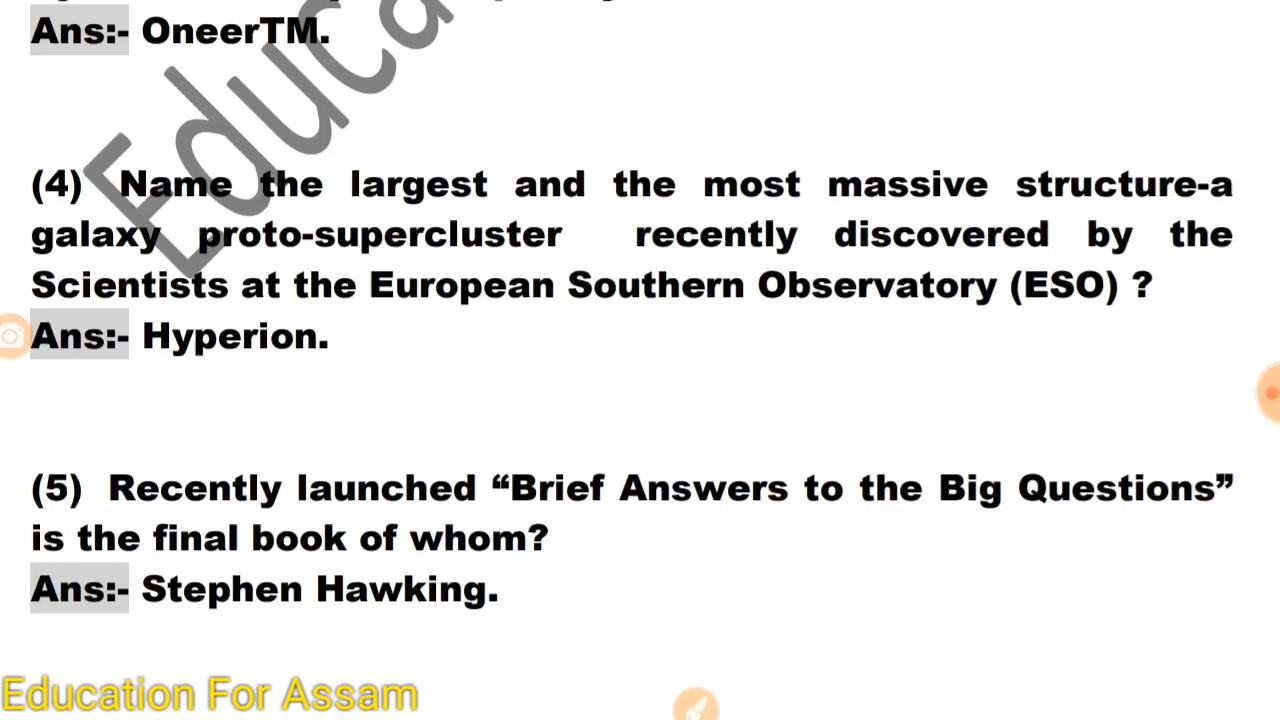 Ans:- OneerTM.
Educa
(4) Name the largest and the most massive structure-a
galaxy proto-supercluster recently discovered by the
Scientists at the European Southern Observatory (ESO) ?
Ans:- Hyperion.
(5) Recently launched “Brief Answers to the Big Questions”
is the final book of whom?
Ans:- Stephen Hawking.
Education For Assam